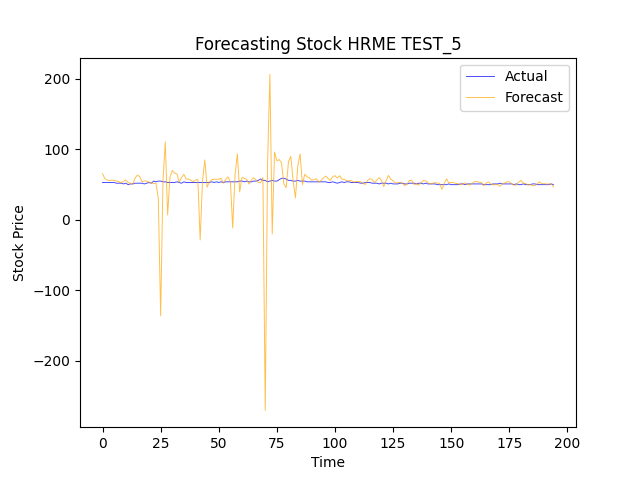 Forecasting Stock HRME TEST_5
Actual
Forecast
200
100
0
−100
−200
Stock Price
0 25 50 75 100 125 150 175 200
Time